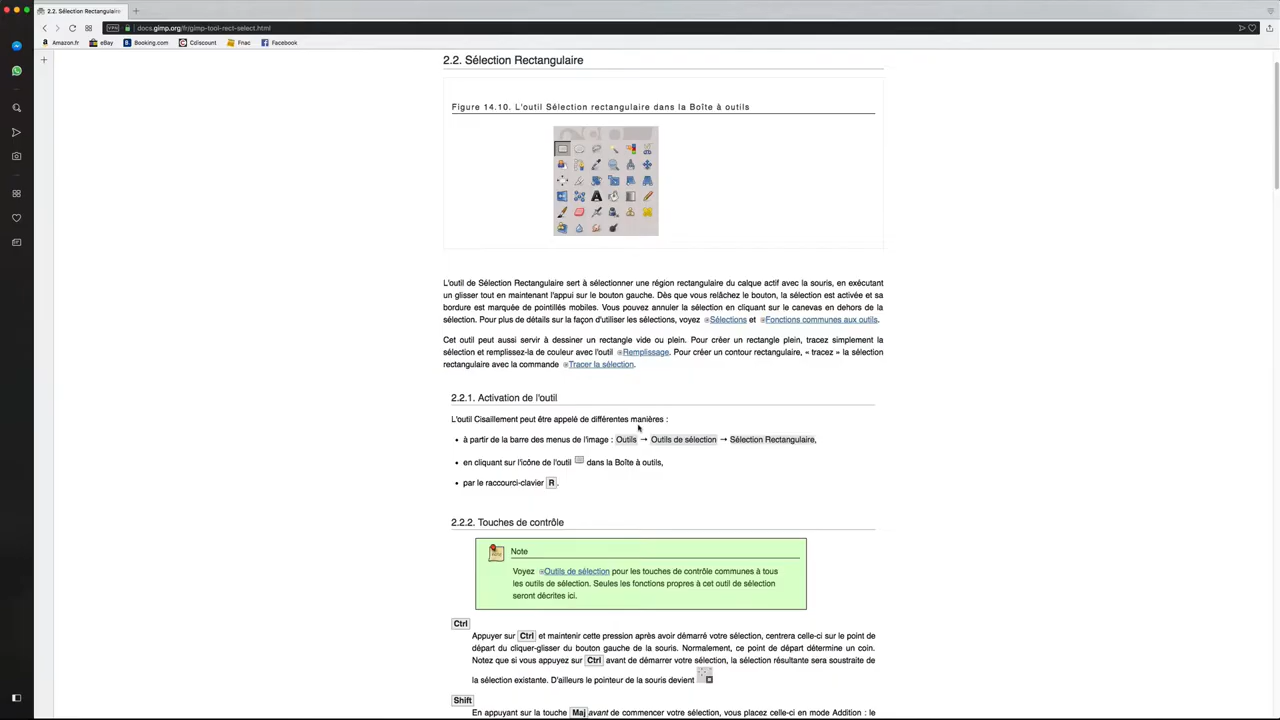 2.2. Sélection Rectangulaire
VPN
docs.gimp.org/fr/gimp-tool-rect-select.html
Amazon.fr
eBay
Booking.com
Cdiscount
Fnac
Facebook
2.2. Sélection Rectangulaire
Figure 14.10. L'outil Sélection rectangulaire dans la Boîte à outils
L'outil de Sélection Rectangulaire sert à sélectionner une région rectangulaire du calque actif avec la souris, en exécutant
un glisser tout en maintenant l'appui sur le bouton gauche. Dès que vous relâchez le bouton, la sélection est activée et sa
bordure est marquée de pointillés mobiles. Vous pouvez annuler la sélection en cliquant sur le canevas en dehors de la
sélection. Pour plus de détails sur la façon d'utiliser les sélections, voyez Sélections et Fonctions communes aux outils.
Cet outil peut aussi servir à dessiner un rectangle vide ou plein. Pour créer un rectangle plein, tracez simplement la
sélection et remplissez-la de couleur avec l'outil Remplissage. Pour créer un contour rectangulaire, « tracez » la sélection
rectangulaire avec la commande Tracer la sélection.
2.2.1. Activation de l'outil
L'outil Cisaillement peut être appelé de différentes manières :
• à partir de la barre des menus de l'image : Outils → Outils de sélection → Sélection Rectangulaire,
• en cliquant sur l'icône de l'outil dans la Boîte à outils,
• par le raccourci-clavier R.
2.2.2. Touches de contrôle
Note
Voyez Outils de sélection pour les touches de contrôle communes à tous
les outils de sélection. Seules les fonctions propres à cet outil de sélection
seront décrites ici.
Ctrl
Appuyer sur Ctrl et maintenir cette pression après avoir démarré votre sélection, centrera celle-ci sur le point de
départ du cliquer-glisser du bouton gauche de la souris. Normalement, ce point de départ détermine un coin.
Notez que si vous appuyez sur Ctrl avant de démarrer votre sélection, la sélection résultante sera soustraite de
la sélection existante. D'ailleurs le pointeur de la souris devient
Shift
En appuyant sur la touche Maj avant de commencer votre sélection, vous placez celle-ci en mode Addition : le